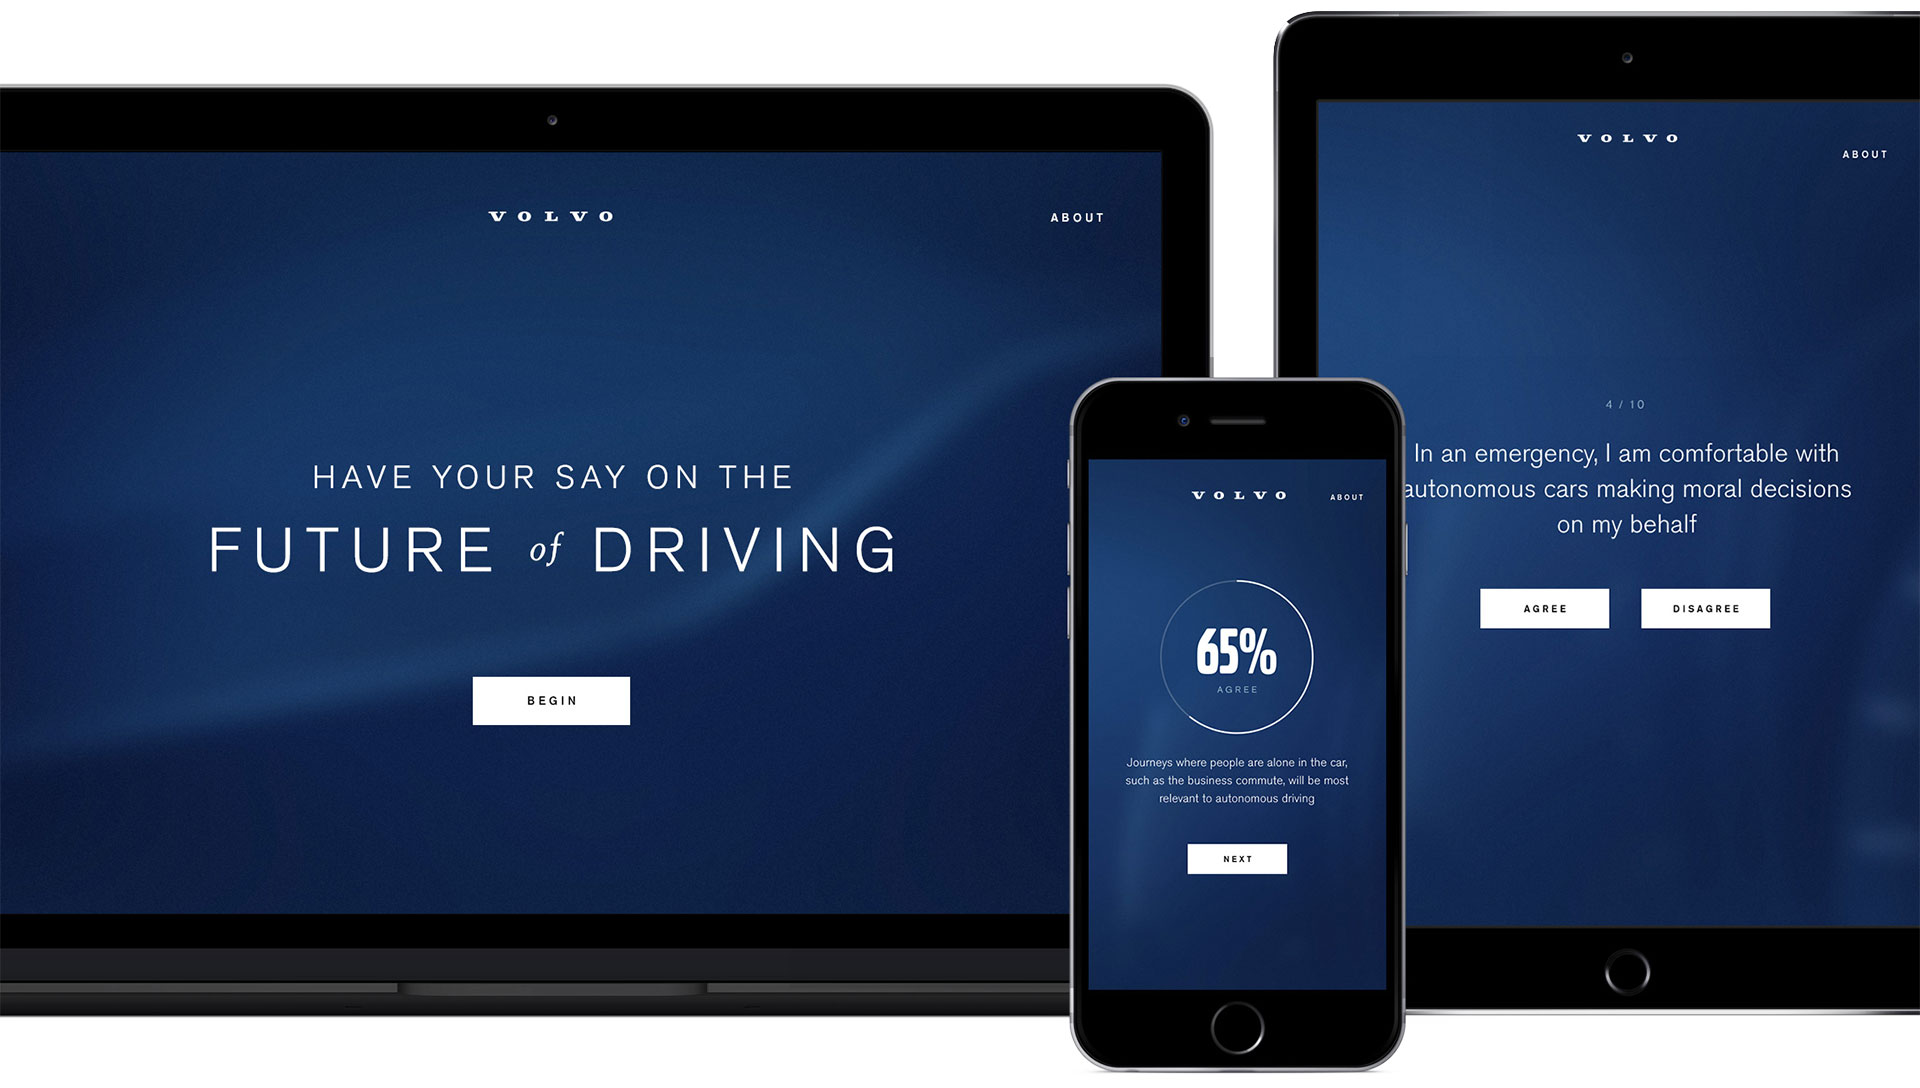 VOLVO
ABOUT
HAVE YOUR SAY ON THE
FUTURE of DRIVING
BEGIN
VOLVO
ABOUT
65%
AGREE
Journeys where people are alone in the car,
such as the business commute, will be most
relevant to autonomous driving
NEXT
VOLVO
ABOUT
4 / 10
In an emergency, I am comfortable with
autonomous cars making moral decisions
on my behalf
AGREE
DISAGREE